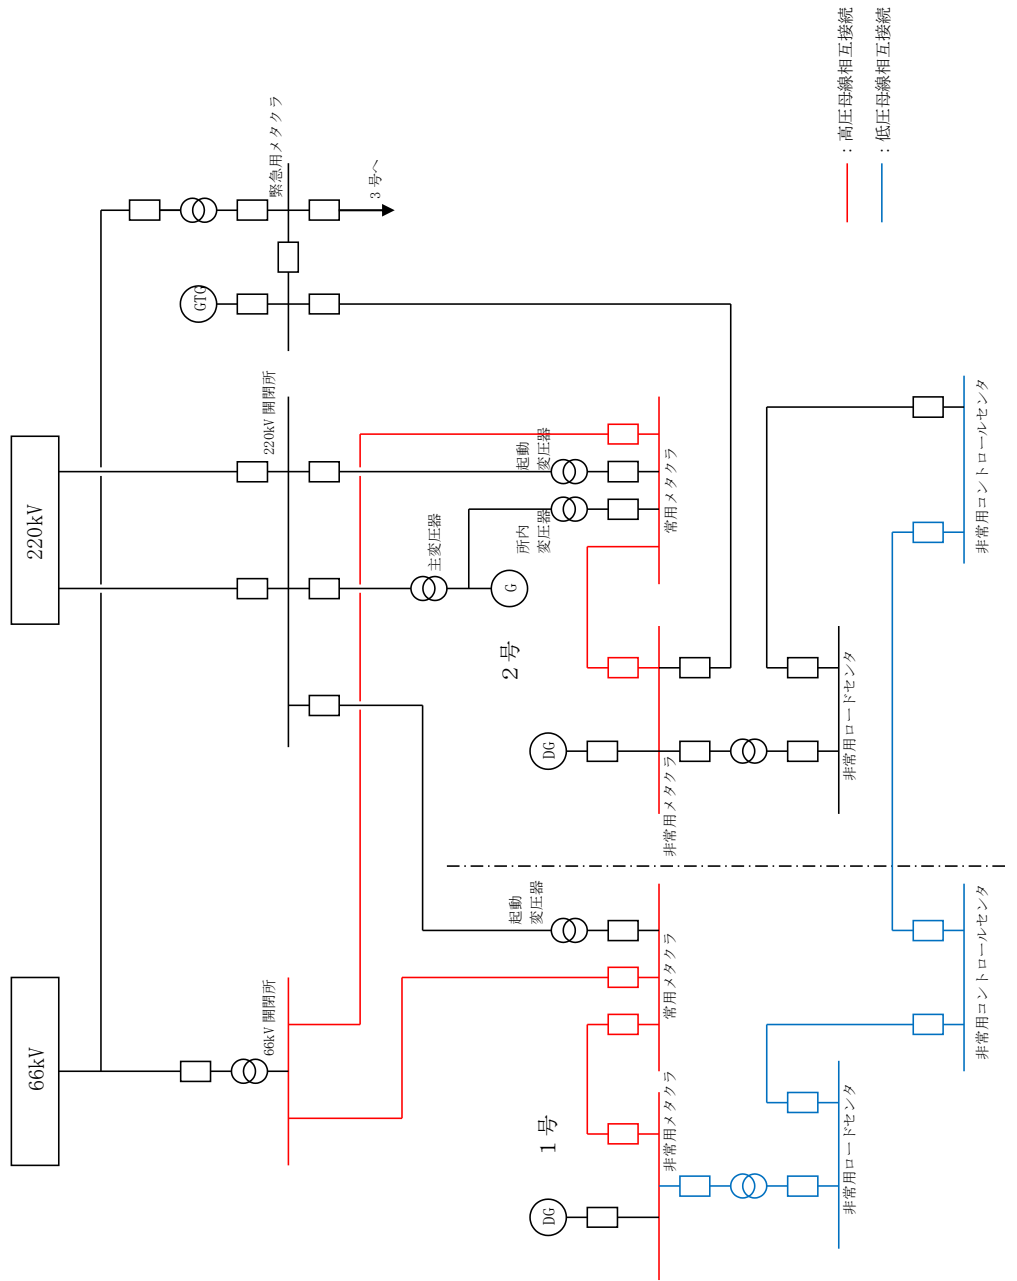 66kV
220kV
66kV 開閉所
220kV 開閉所
緊急用メタクラ
GTG
3 号へ
主変圧器
G
1 号
2 号
起動
変圧器
所内
変圧器
起動
変圧器
DG
DG
非常用メタクラ
常用メタクラ
非常用メタクラ
常用メタクラ
非常用ロードセンタ
非常用ロードセンタ
非常用コントロールセンタ
非常用コントロールセンタ
：高圧母線相互接続
：低圧母線相互接続